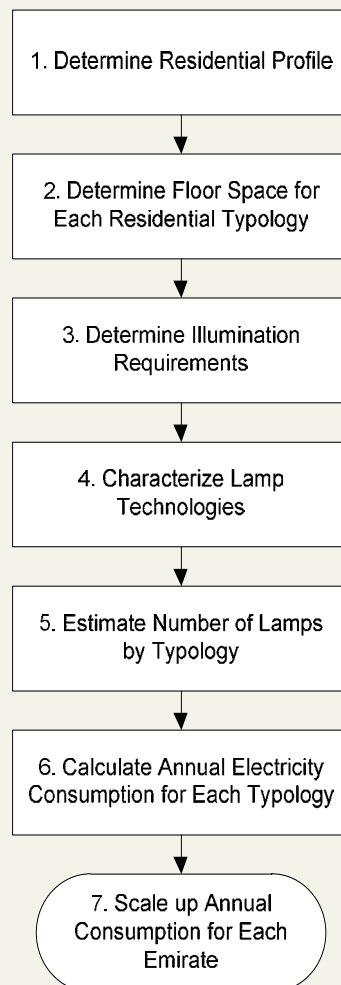 1. Determine Residential Profile
2. Determine Floor Space for
Each Residential Typology
3. Determine Illumination
Requirements
4. Characterize Lamp
Technologies
5. Estimate Number of Lamps
by Typology
6. Calculate Annual Electricity
Consumption for Each Typology
7. Scale up Annual
Consumption for Each
Emirate